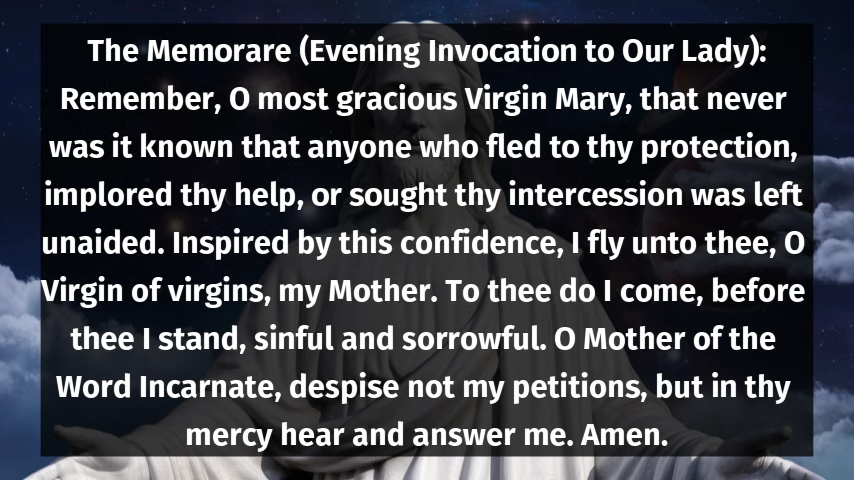 The Memorare (Evening Invocation to Our Lady):
Remember, O most gracious Virgin Mary, that never
was it known that anyone who fled to thy protection,
implored thy help, or sought thy intercession was left
unaided. Inspired by this confidence, I fly unto thee, O
Virgin of virgins, my Mother. To thee do I come, before
thee I stand, sinful and sorrowful. O Mother of the
Word Incarnate, despise not my petitions, but in thy
mercy hear and answer me. Amen.